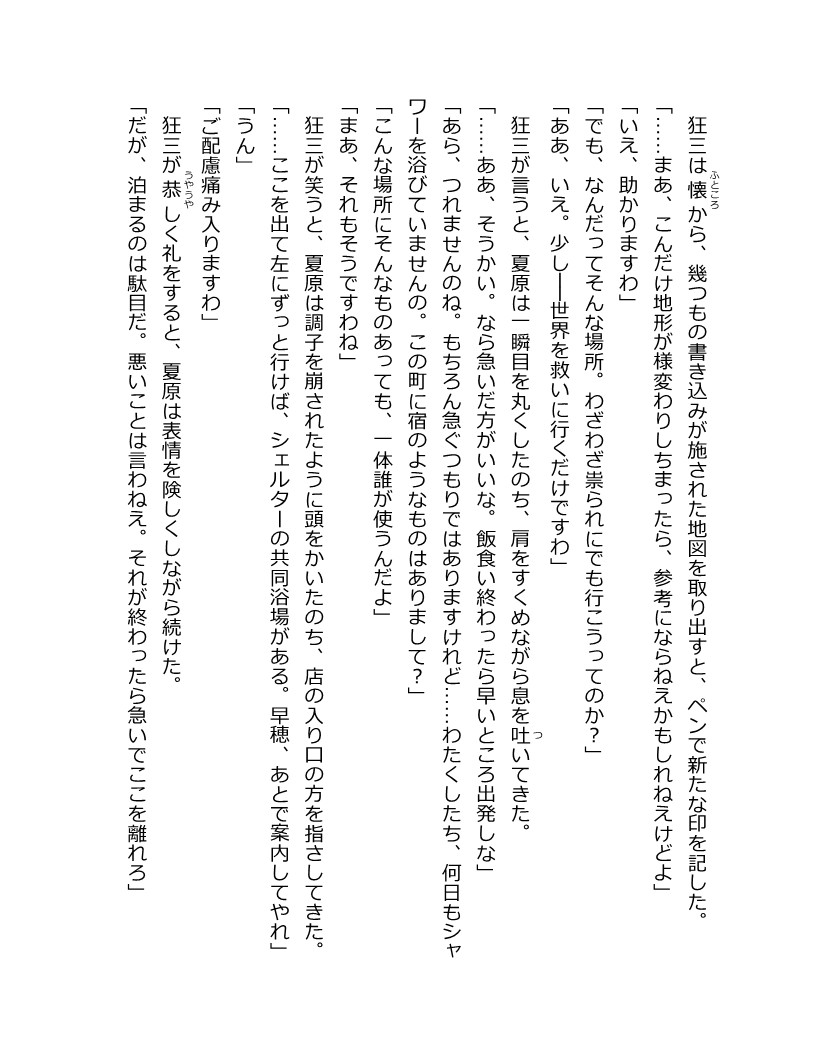 狂三は懐から、幾つもの書き込みが施された地図を取り出すと、ペンで新たな印を記した。
「……まあ、こんだけ地形が様変わりしちまったら、参考にならねえかもしれねえけどよ」
「いえ、助かりますわ」
「でも、なんだってそんな場所。わざわざ祟られにでも行こうってのか？」
「ああ、いえ。少し──世界を救いに行くだけですわ」
狂三が言うと、夏原は一瞬目を丸くしたのち、肩をすくめながら息を吐いてきた。
「……ああ、そうかい。なら急いだ方がいいな。飯食い終わったら早いところ出発しな」
「あら、つれませんのね。もちろん急ぐつもりではありますけれど……わたくしたち、何日もシャ
ワーを浴びていませんの。この町に宿のようなものはありまして？」
「こんな場所にそんなものあっても、一体誰が使うんだよ」
「まあ、それもそうですわね」
狂三が笑うと、夏原は調子を崩されたように頭をかいたのち、店の入り口の方を指さしてきた。
「……ここを出て左にずっと行けば、シェルターの共同浴場がある。早穂、あとで案内してやれ」
「うん」
「ご配慮痛み入りますわ」
狂三が恭しく礼をすると、夏原は表情を険しくしながら続けた。
「だが、泊まるのは駄目だ。悪いことは言わねえ。それが終わったら急いでここを離れろ」